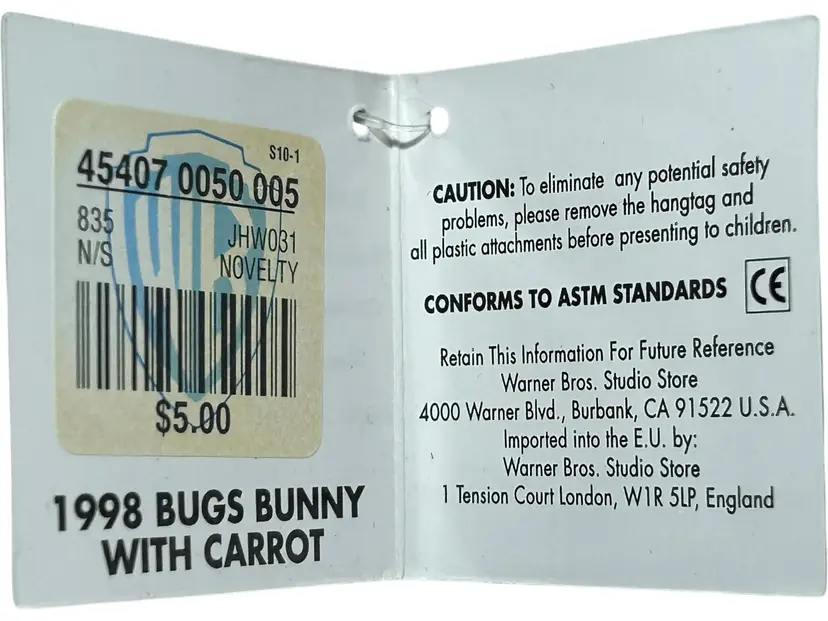 S10-1
45407 0050 005
835
N/S
JHW031
NOVELTY
WB
$5.00
1998 BUGS BUNNY
WITH CARROT
CAUTION: To eliminate any potential safety
problems, please remove the hangtag and
all plastic attachments before presenting to children.
CONFORMS TO ASTM STANDARDS CE
Retain This Information For Future Reference
Warner Bros. Studio Store
4000 Warner Blvd., Burbank, CA 91522 U.S.A.
Imported into the E.U. by:
Warner Bros. Studio Store
1 Tension Court London, W1R 5LP, England